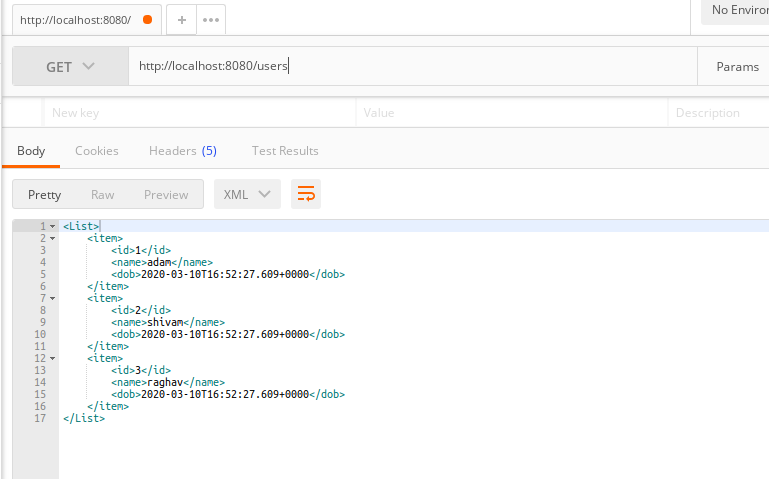 http://localhost:8080/ + ••• No Environ
GET http://localhost:8080/users Params
New key Value Description
Body Cookies Headers (5) Test Results
Pretty Raw Preview XML
1 <List>
2 <item>
3 <id>1</id>
4 <name>adam</name>
5 <dob>2020-03-10T16:52:27.609+0000</dob>
6 </item>
7 <item>
8 <id>2</id>
9 <name>shivam</name>
10 <dob>2020-03-10T16:52:27.609+0000</dob>
11 </item>
12 <item>
13 <id>3</id>
14 <name>raghav</name>
15 <dob>2020-03-10T16:52:27.609+0000</dob>
16 </item>
17 </List>